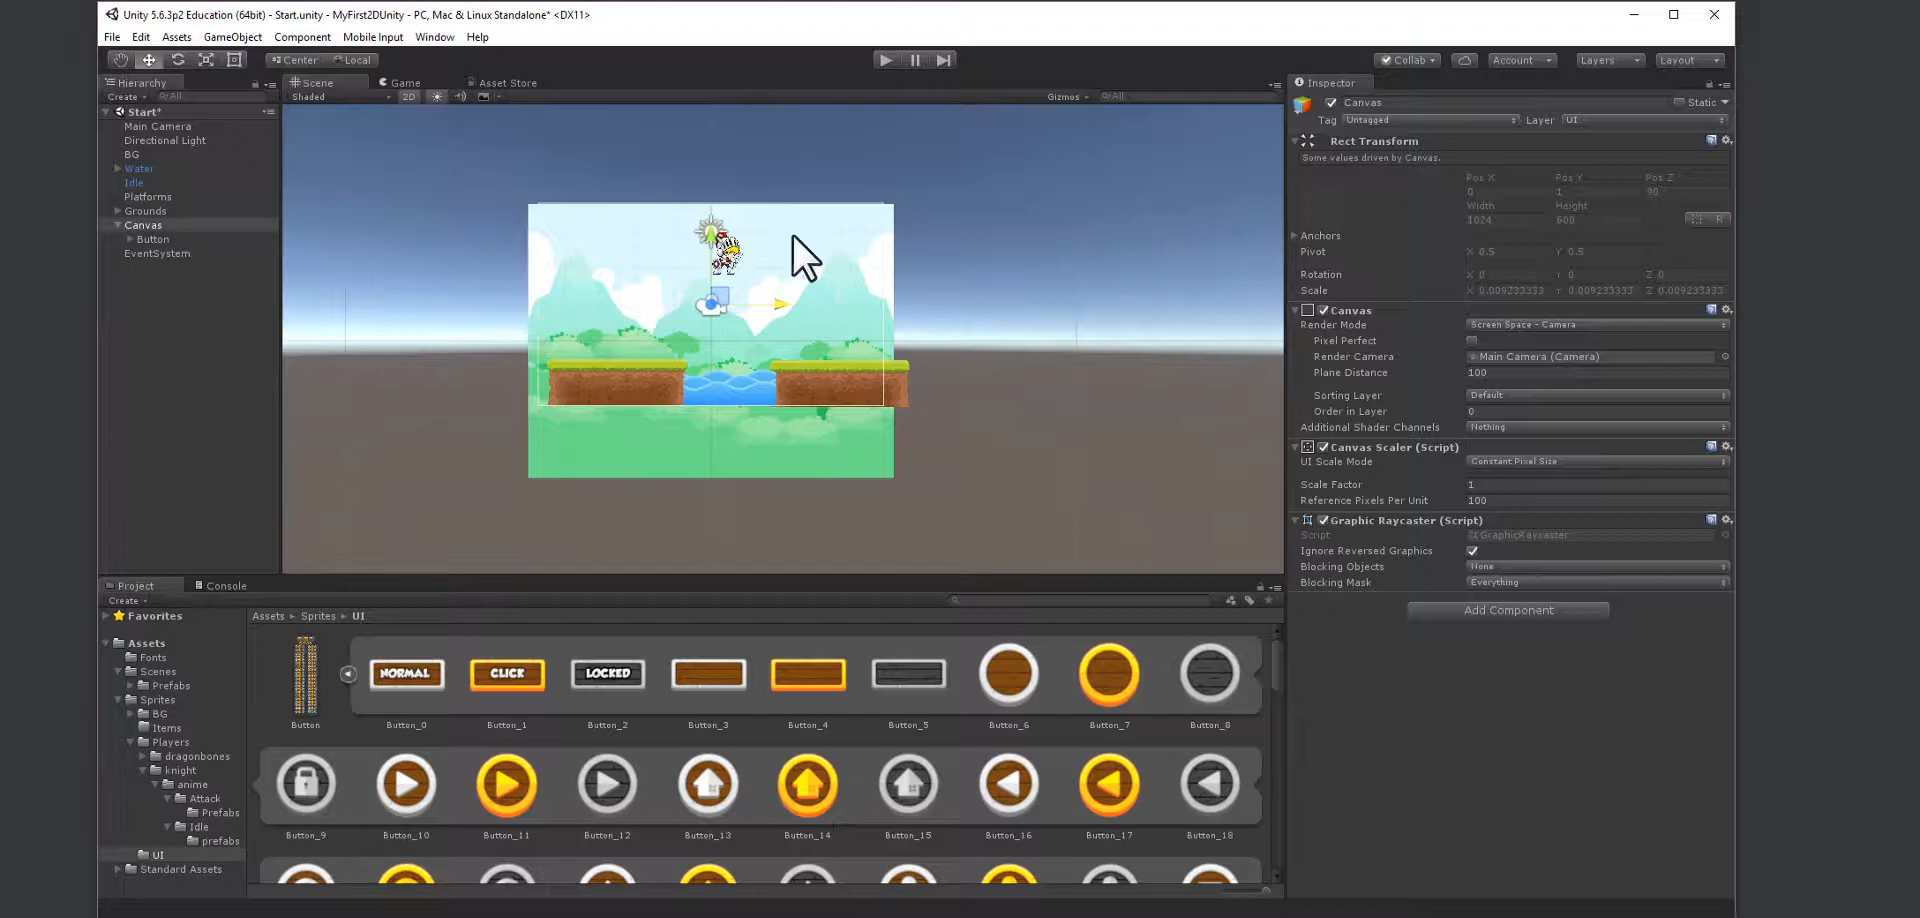 Unity 5.6.3p2 Education (64bit) - Start.unity - MyFirst2DUnity - PC, Mac & Linux Standalone* <DX11>
File Edit Assets GameObject Component Mobile Input Window Help
Center Local Collab Account Layers Layout
Hierarchy
Create All
Start*
Main Camera
Directional Light
BG
Water
Idle
Platforms
Grounds
Canvas
Button
EventSystem
Scene Game Asset Store
Shaded 2D Gizmos All
Inspector
Canvas Static
Tag Untagged Layer UI
Rect Transform
Some values driven by Canvas.
Pos X Pos Y Pos Z
0 1 90
Width Height
1024 600 R
Anchors
Pivot X 0.5 Y 0.5
Rotation X 0 Y 0 Z 0
Scale X 0.009233333 Y 0.009233333 Z 0.009233333
Canvas
Render Mode Screen Space - Camera
Pixel Perfect
Render Camera Main Camera (Camera)
Plane Distance 100
Sorting Layer Default
Order in Layer 0
Additional Shader Channels Nothing
Canvas Scaler (Script)
UI Scale Mode Constant Pixel Size
Scale Factor 1
Reference Pixels Per Unit 100
Graphic Raycaster (Script)
Script GraphicRaycaster
Ignore Reversed Graphics
Blocking Objects None
Blocking Mask Everything
Add Component
Project Console
Create
Favorites
Assets
Fonts
Scenes
Prefabs
Sprites
BG
Items
Players
dragonbones
knight
anime
Attack
Prefabs
Idle
prefabs
UI
Standard Assets
Assets Sprites UI
NORMAL CLICK LOCKED
Button Button_0 Button_1 Button_2 Button_3 Button_4 Button_5 Button_6 Button_7 Button_8
Button_9 Button_10 Button_11 Button_12 Button_13 Button_14 Button_15 Button_16 Button_17 Button_18